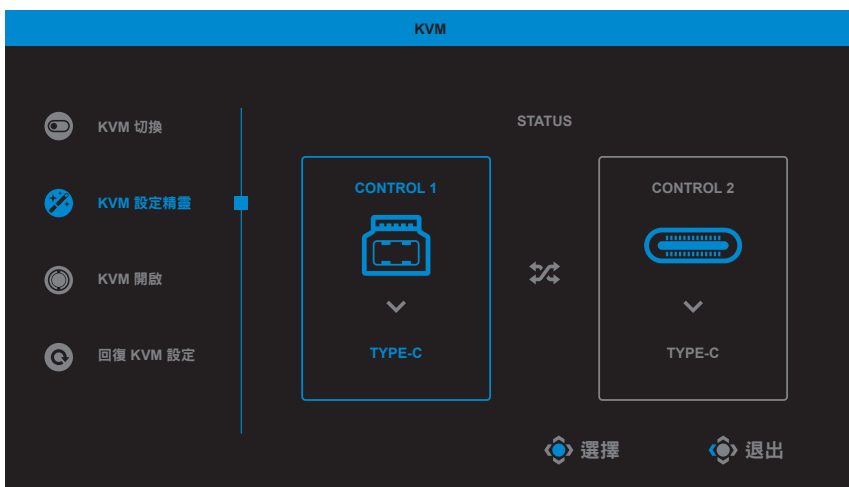 KVM
KVM 切換
KVM 設定精靈
KVM 開啟
回復 KVM 設定
STATUS
CONTROL 1
TYPE-C
CONTROL 2
TYPE-C
選擇
退出